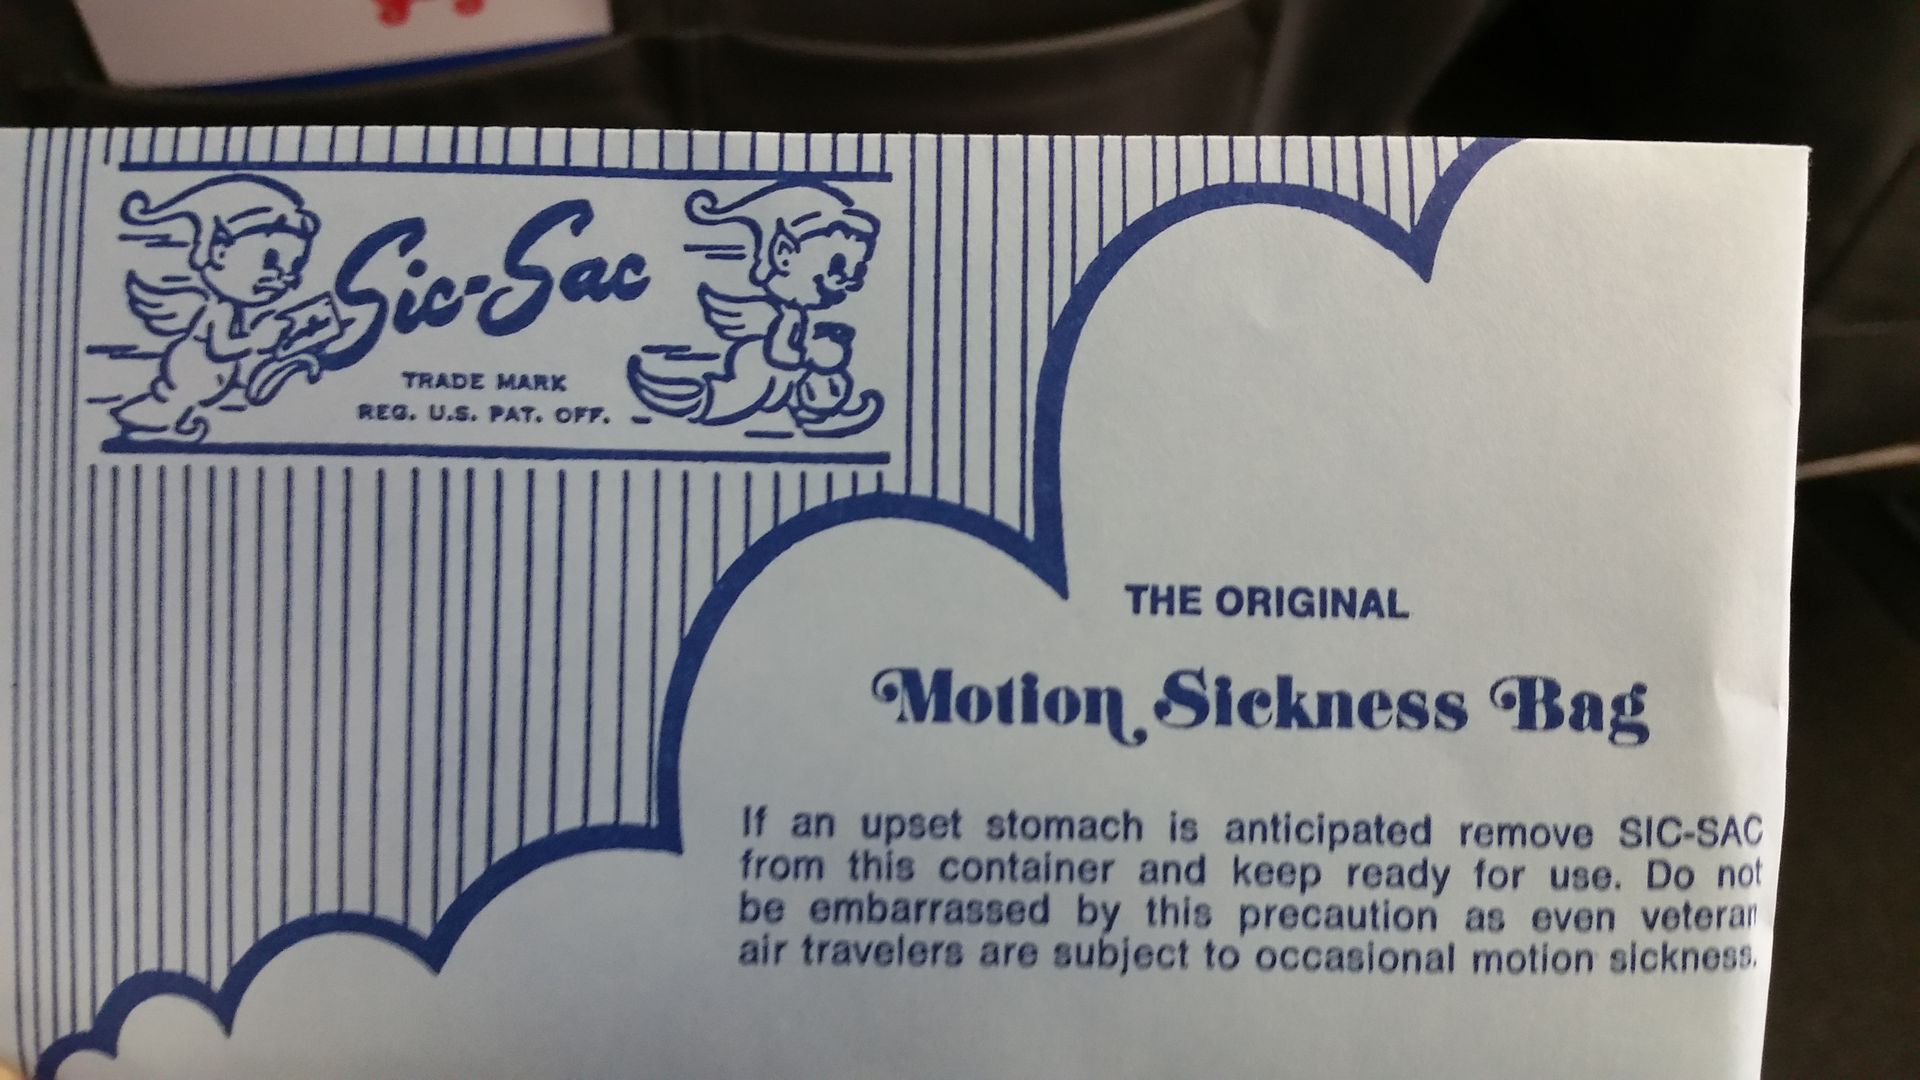 Sic-Sac
TRADE MARK
REG. U.S. PAT. OFF.
THE ORIGINAL
Motion Sickness Bag
If an upset stomach is anticipated remove SIC-SAC
from this container and keep ready for use. Do not
be embarrassed by this precaution as even veteran
air travelers are subject to occasional motion sickness.